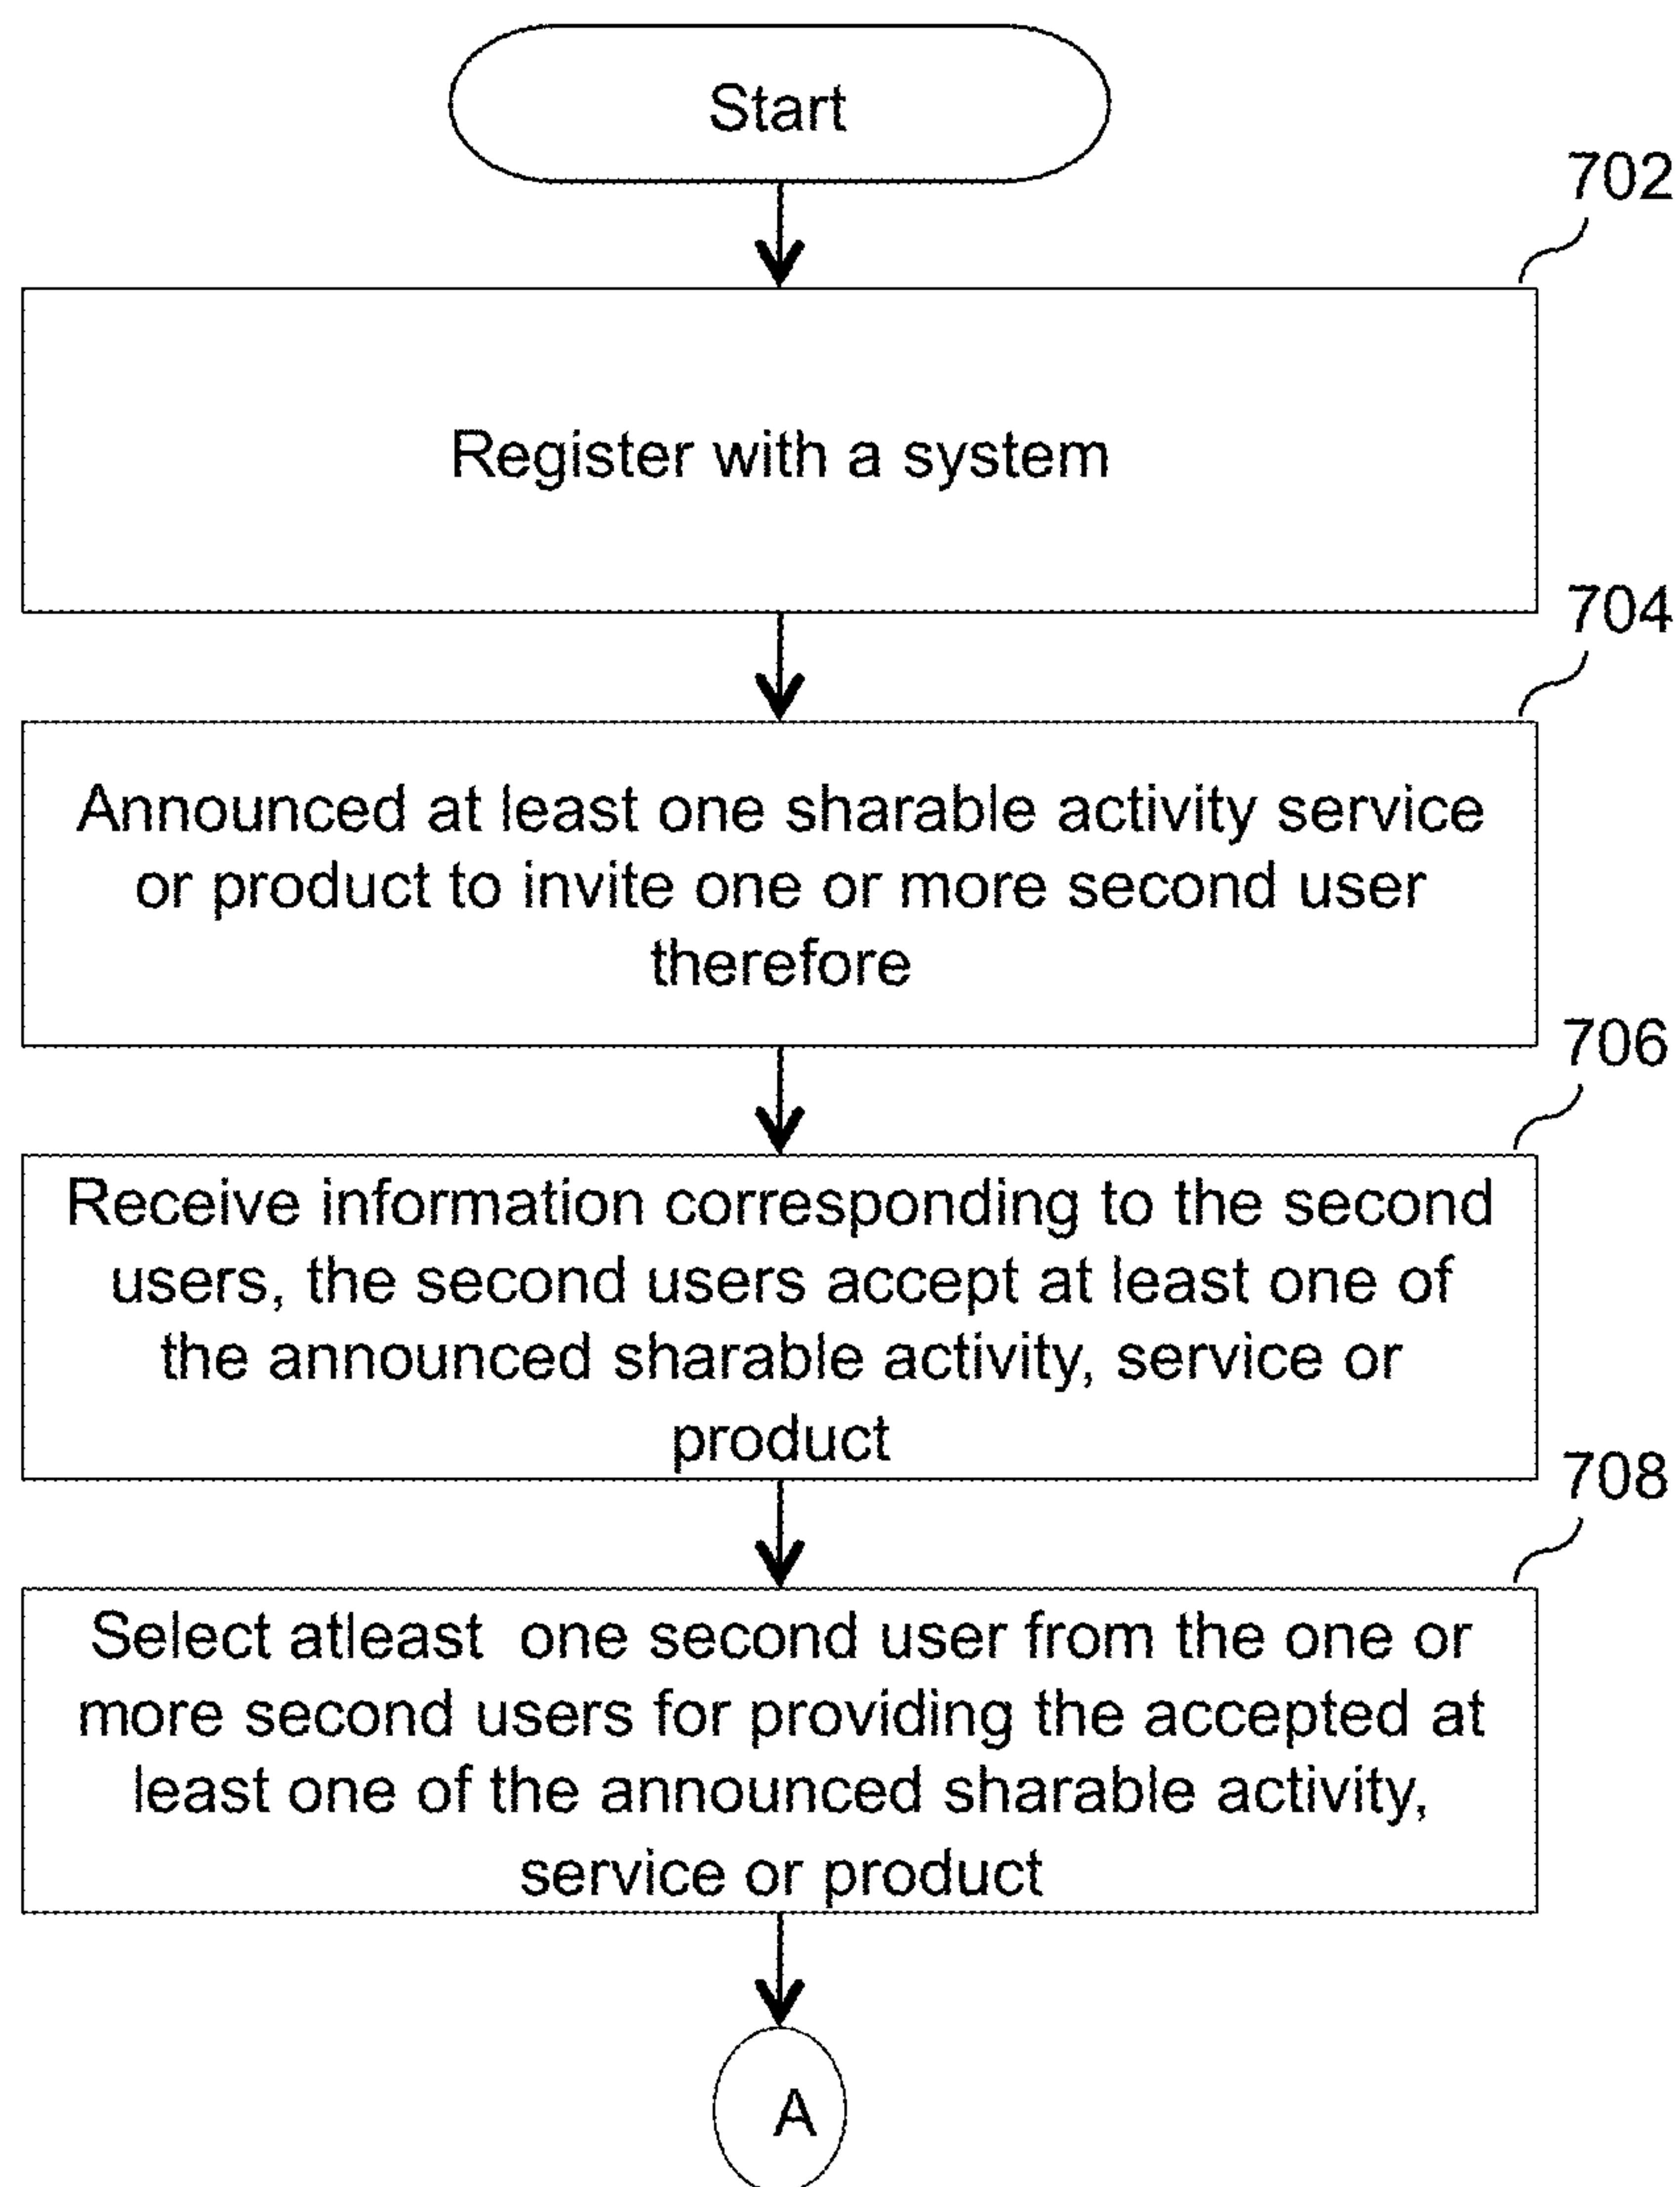 Start
702
Register with a system
704
Announced at least one sharable activity service
or product to invite one or more second user
therefore
706
Receive information corresponding to the second
users, the second users accept at least one of
the announced sharable activity, service or
product
708
Select atleast one second user from the one or
more second users for providing the accepted at
least one of the announced sharable activity,
service or product
A